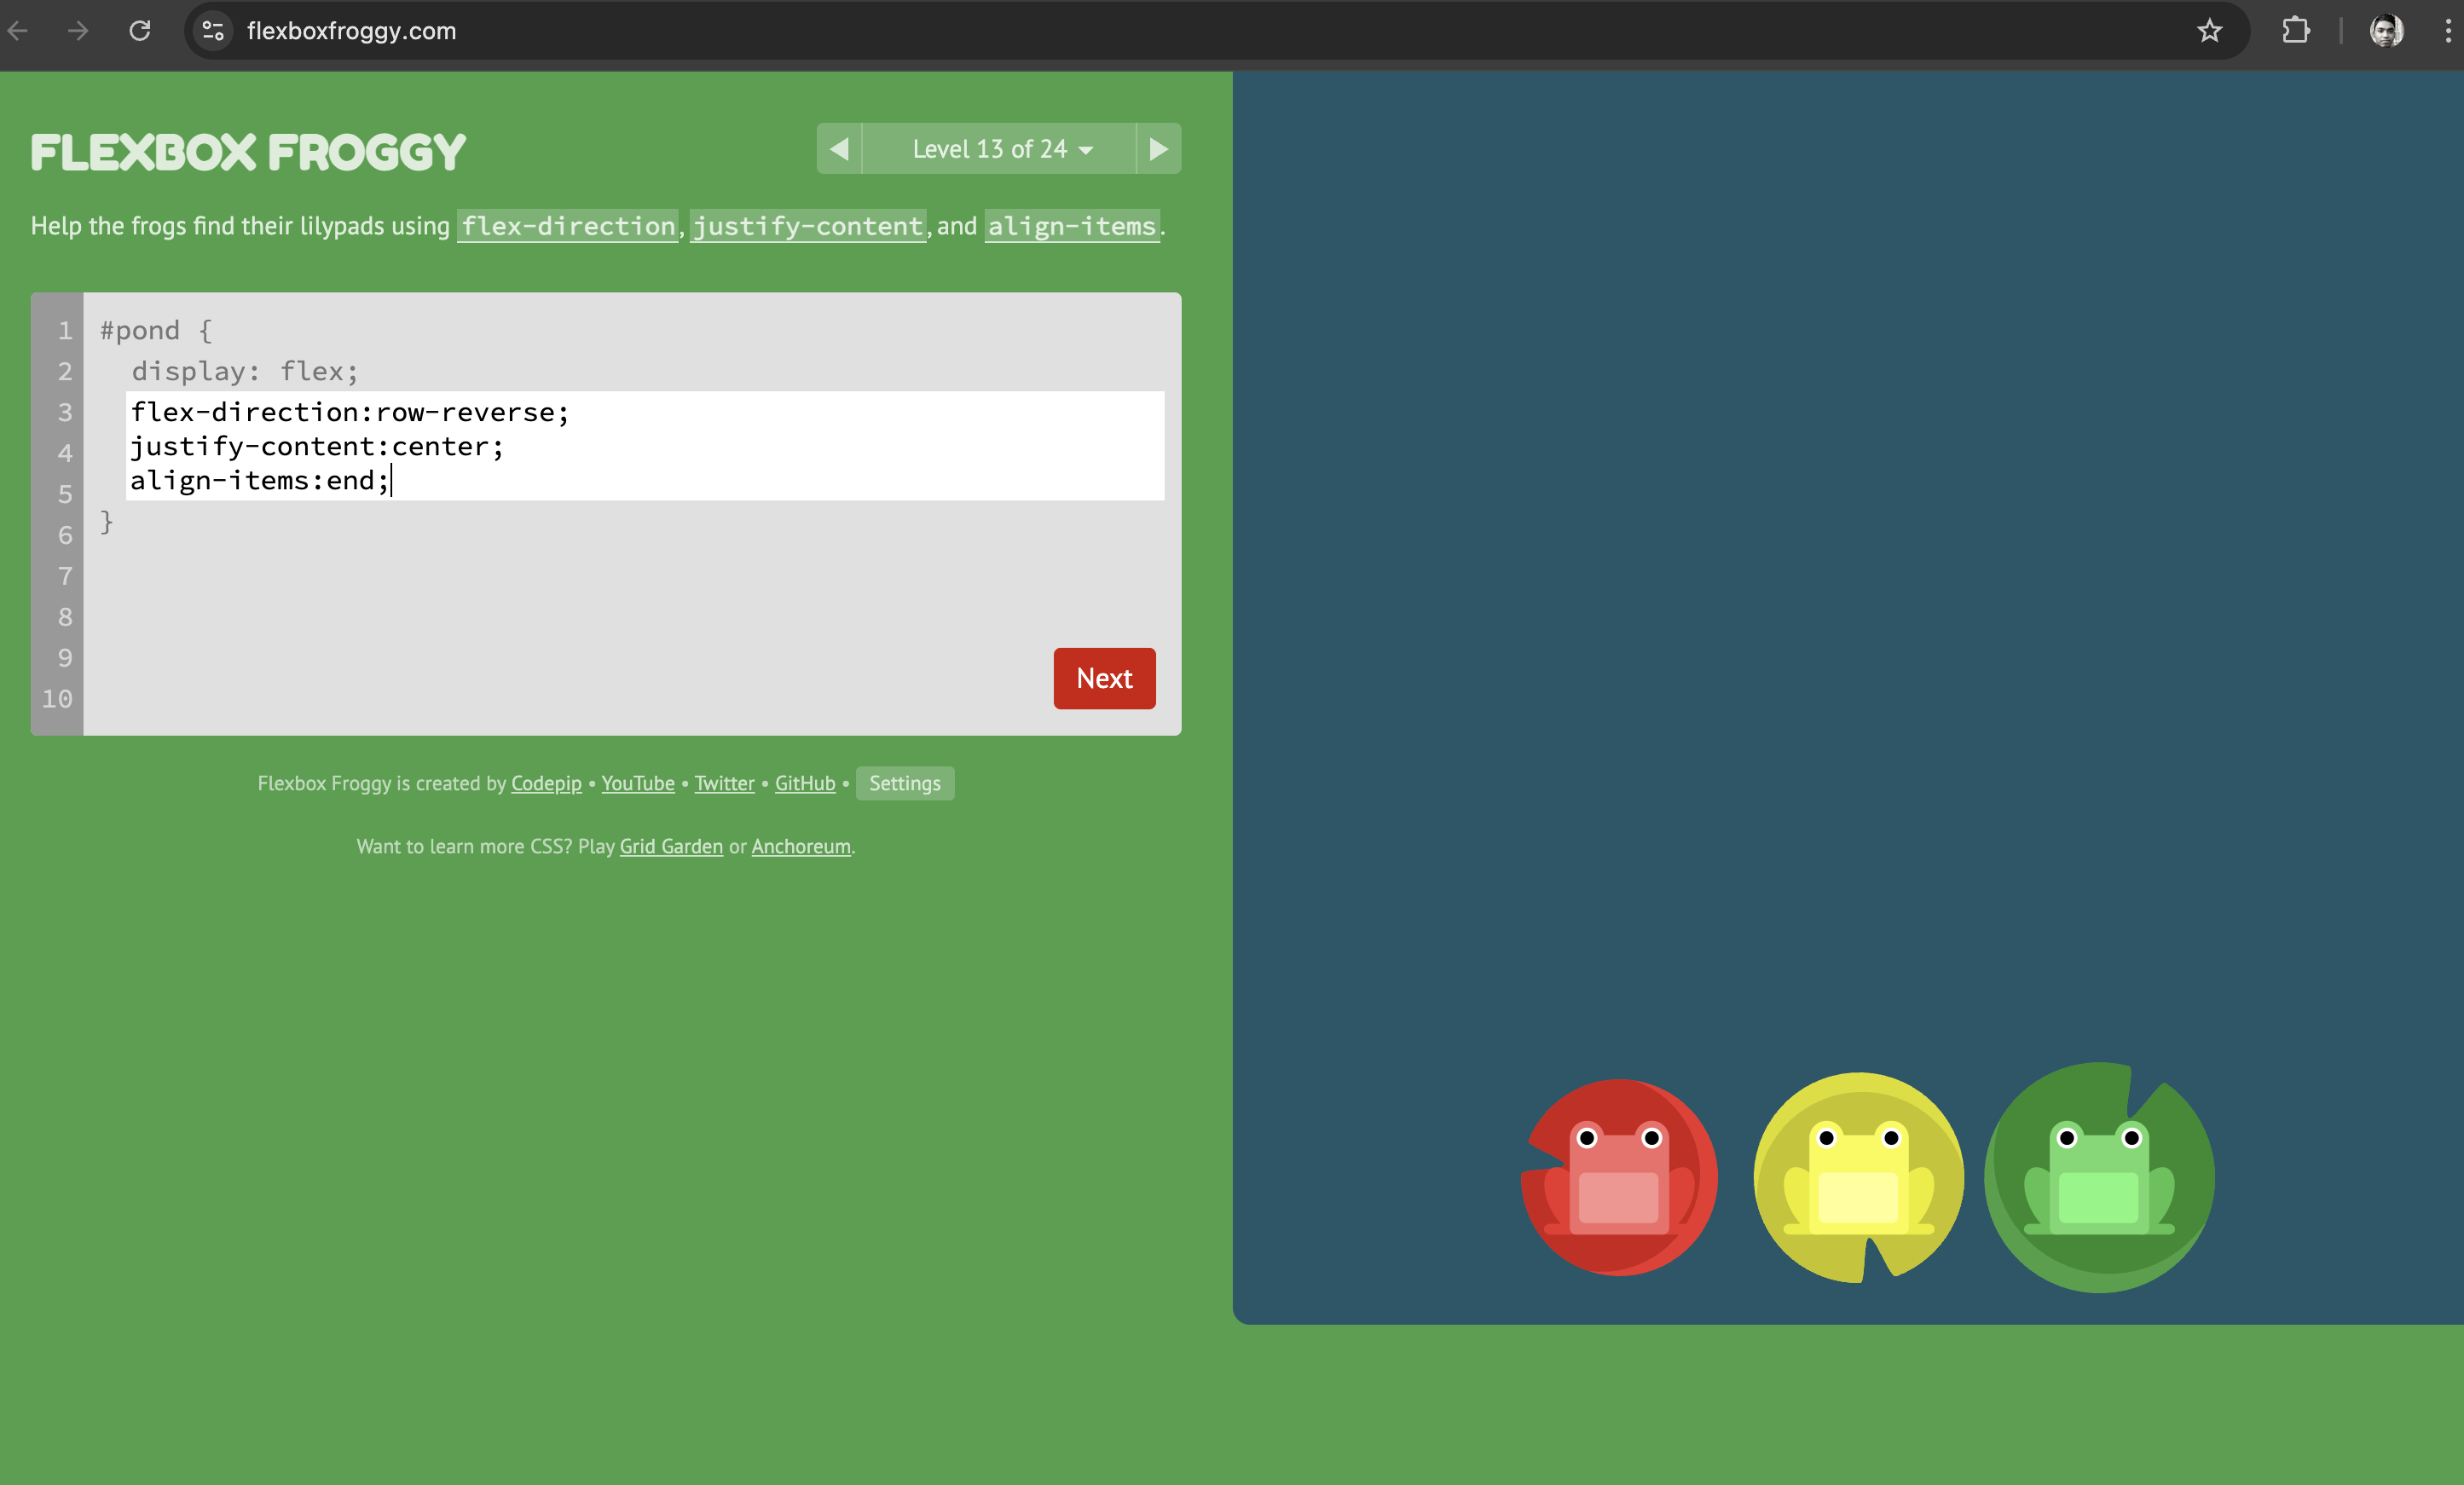 flexboxfroggy.com
FLEXBOX FROGGY
Level 13 of 24
Help the frogs find their lilypads using flex-direction, justify-content, and align-items.
1 #pond {
2 display: flex;
3 flex-direction:row-reverse;
4 justify-content:center;
5 align-items:end;
6 }
7
8
9
10
Next
Flexbox Froggy is created by Codepip • YouTube • Twitter • GitHub • Settings
Want to learn more CSS? Play Grid Garden or Anchoreum.